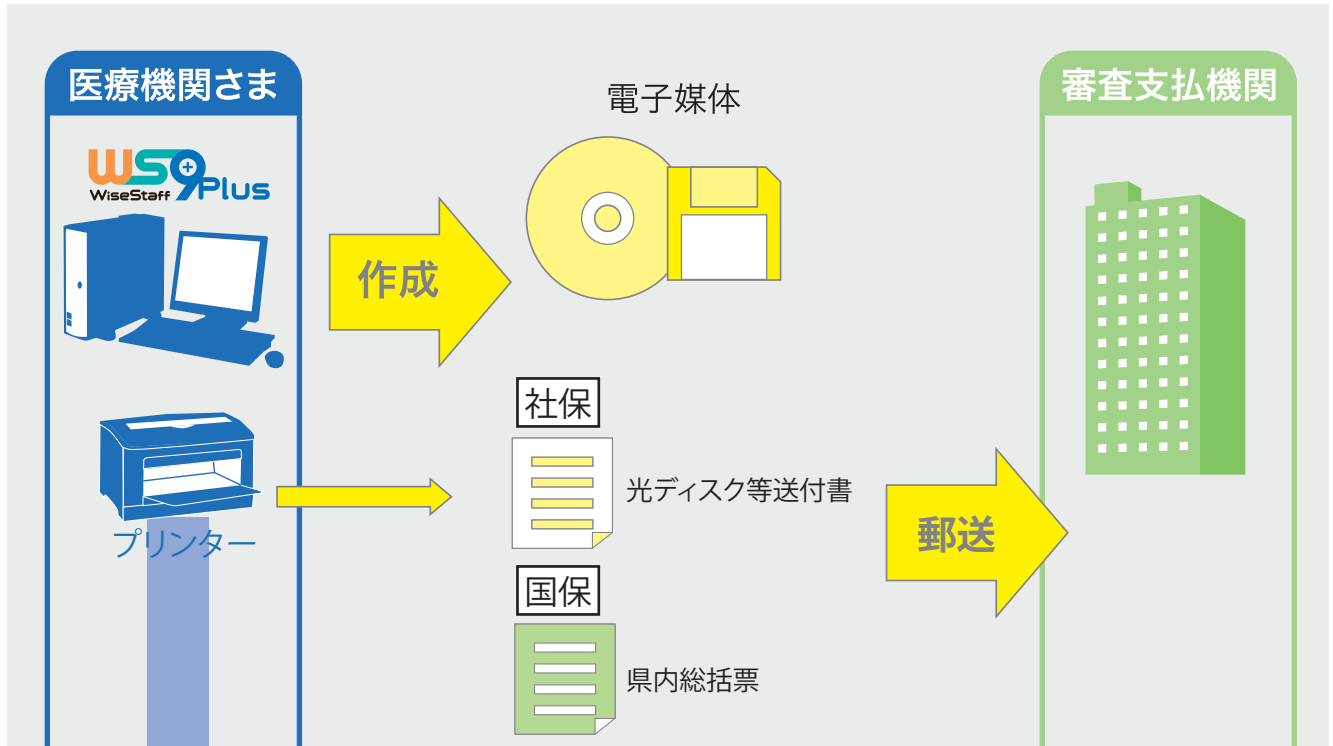 医療機関さま
WS9Plus
WiseStaff
電子媒体
審査支払機関
作成
社保
光ディスク等送付書
プリンター
郵送
国保
県内総括票